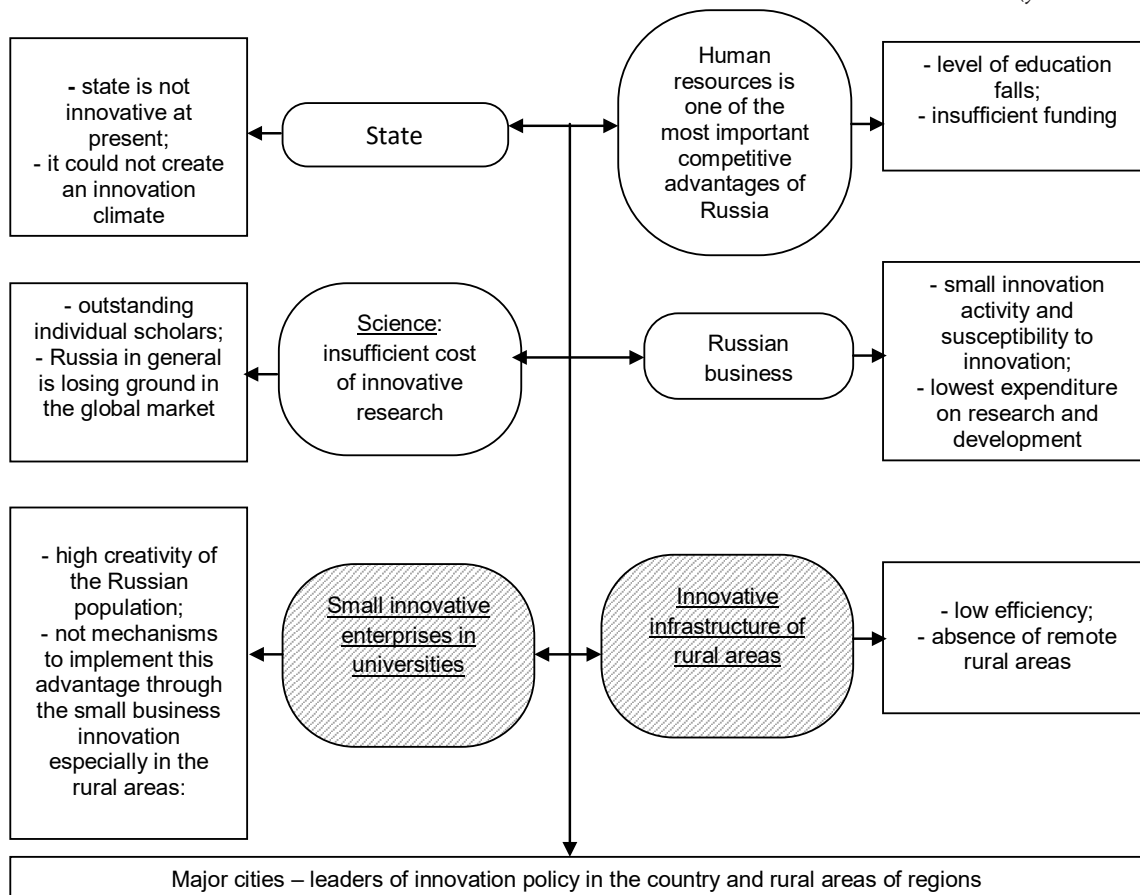 - state is not
innovative at
present;
- it could not create
an innovation
climate
State
Human
resources is
one of the
most important
competitive
advantages of
Russia
- level of education
falls;
- insufficient funding
- outstanding
individual scholars;
- Russia in general
is losing ground in
the global market
Science:
insufficient cost
of innovative
research
Russian
business
- small innovation
activity and
susceptibility to
innovation;
- lowest expenditure
on research and
development
- high creativity of
the Russian
population;
- not mechanisms
to implement this
advantage through
the small business
innovation
especially in the
rural areas:
Small innovative
enterprises in
universities
Innovative
infrastructure of
rural areas
- low efficiency;
- absence of remote
rural areas
Major cities – leaders of innovation policy in the country and rural areas of regions